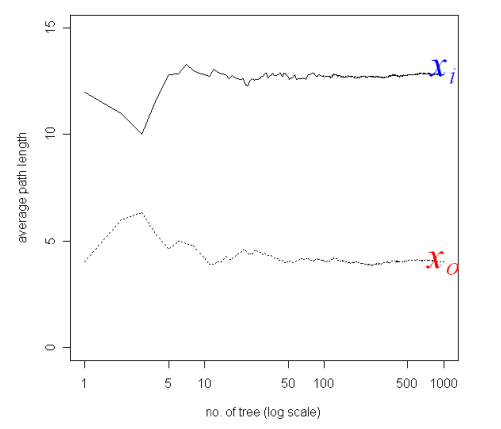 15
10
5
0
average path length
x_i
x_o
1 5 10 50 100 500 1000
no. of tree (log scale)